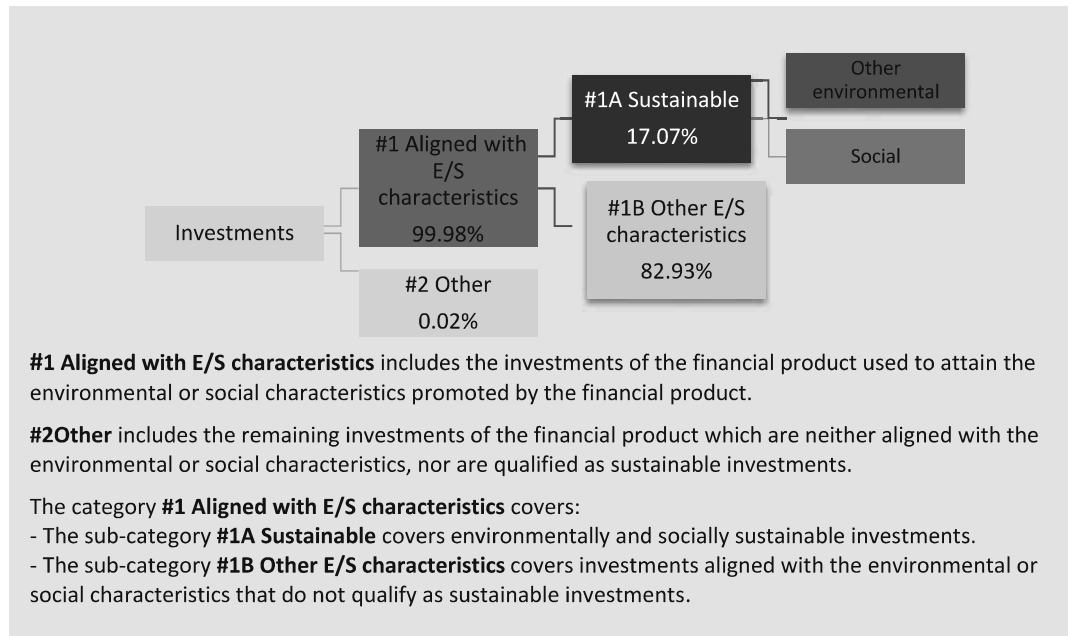 Other
environmental
#1A Sustainable
17.07%
Social
#1 Aligned with
E/S
characteristics
99.98%
#1B Other E/S
characteristics
82.93%
Investments
#2 Other
0.02%
#1 Aligned with E/S characteristics includes the investments of the financial product used to attain the
environmental or social characteristics promoted by the financial product.
#2Other includes the remaining investments of the financial product which are neither aligned with the
environmental or social characteristics, nor are qualified as sustainable investments.
The category #1 Aligned with E/S characteristics covers:
- The sub-category #1A Sustainable covers environmentally and socially sustainable investments.
- The sub-category #1B Other E/S characteristics covers investments aligned with the environmental or
social characteristics that do not qualify as sustainable investments.